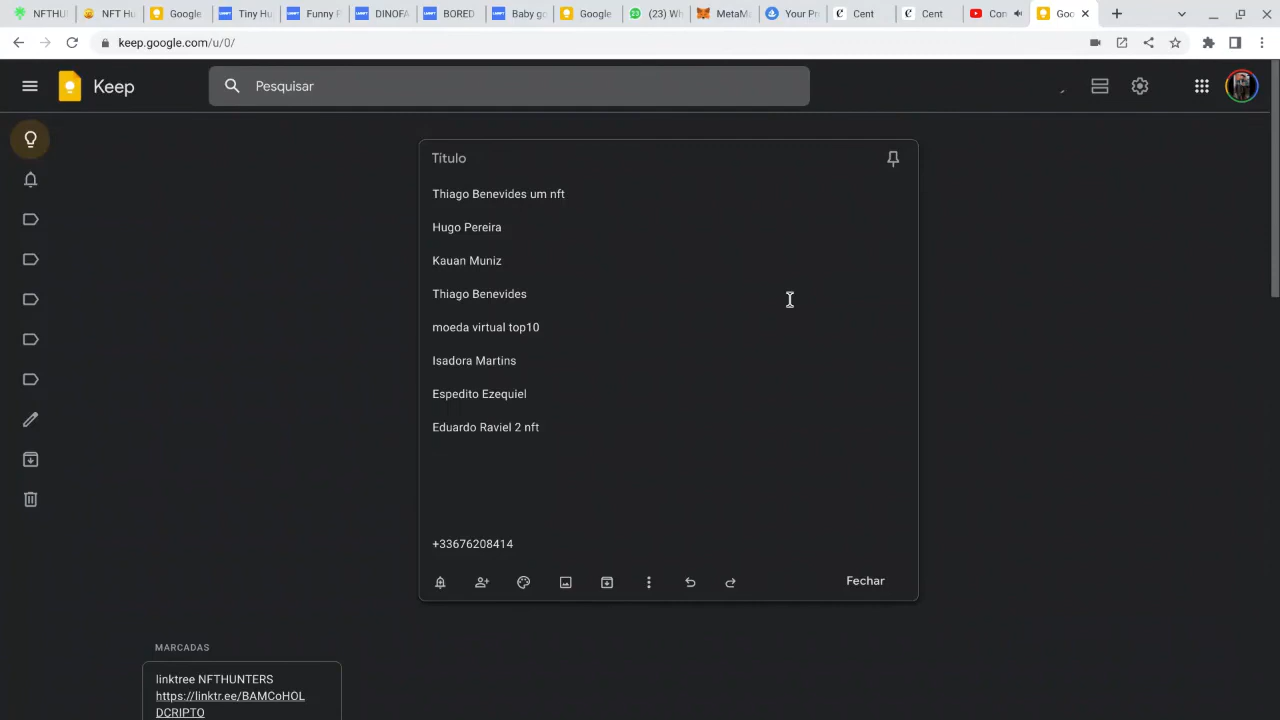 NFTHU
NFT Hu
Google
Tiny Hu
Funny P
DINOFA
BORED
Baby go
Google
(23) Wh
MetaMa
Your Pr
Cent
Cent
Con
Goo
keep.google.com/u/0/
Keep
Pesquisar
Título
Thiago Benevides um nft
Hugo Pereira
Kauan Muniz
Thiago Benevides
moeda virtual top10
Isadora Martins
Espedito Ezequiel
Eduardo Raviel 2 nft
+33676208414
Fechar
MARCADAS
linktree NFTHUNTERS
https://linktr.ee/BAMCoHOL
DCRIPTO